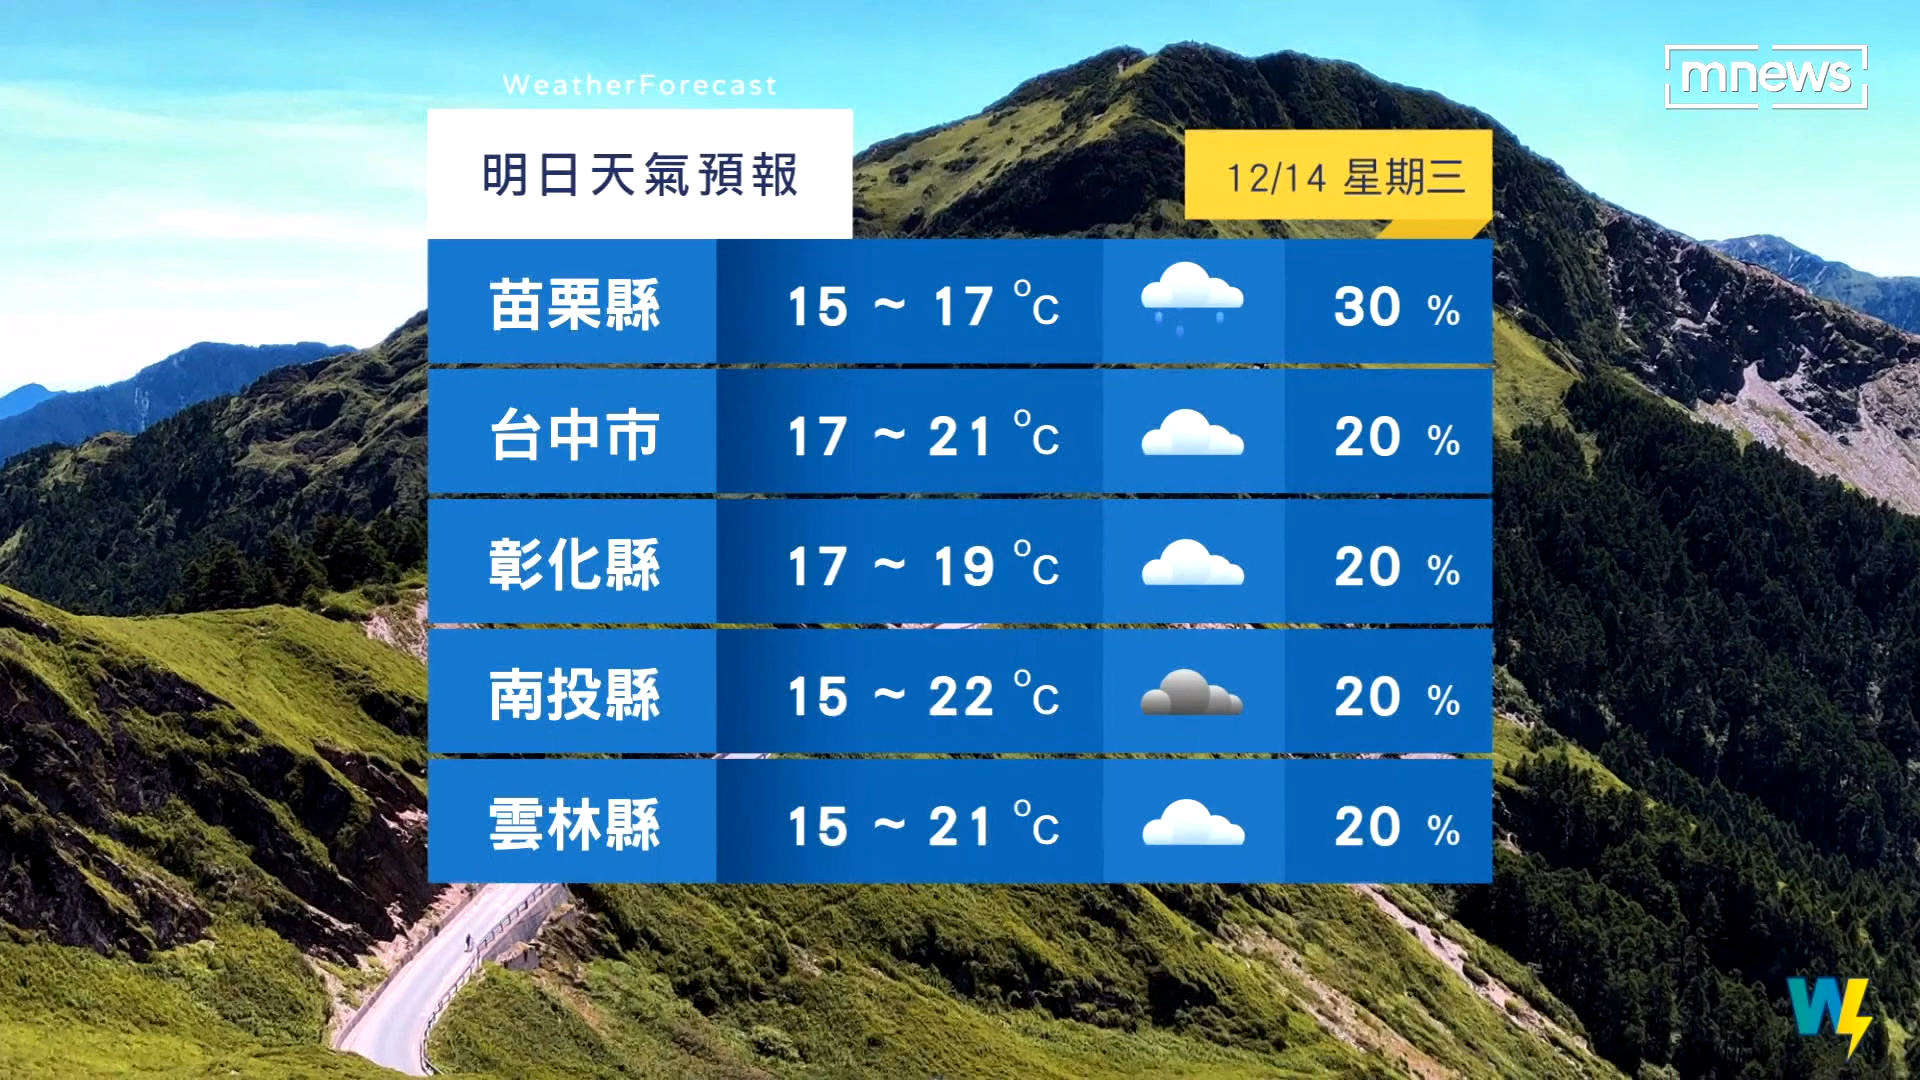 WeatherForecast
mnews
明日天氣預報
12/14 星期三
苗栗縣 15 ~ 17 °C 30 %
台中市 17 ~ 21 °C 20 %
彰化縣 17 ~ 19 °C 20 %
南投縣 15 ~ 22 °C 20 %
雲林縣 15 ~ 21 °C 20 %
W